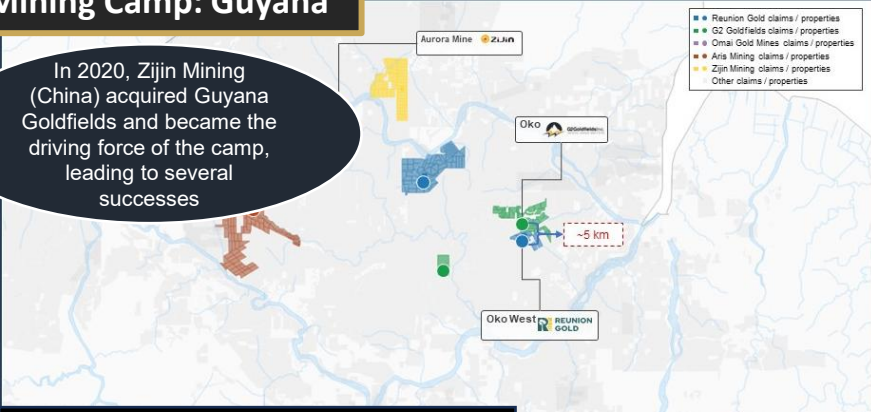 Mining Camp: Guyana
In 2020, Zijin Mining
(China) acquired Guyana
Goldfields and became the
driving force of the camp,
leading to several
successes
Aurora Mine ZIJIN
Reunion Gold claims / properties
G2 Goldfields claims / properties
Omai Gold Mines claims / properties
Aris Mining claims / properties
Zijin Mining claims / properties
Other claims / properties
Oko G2Goldfields Inc.
~5 km
Oko West REUNION
GOLD